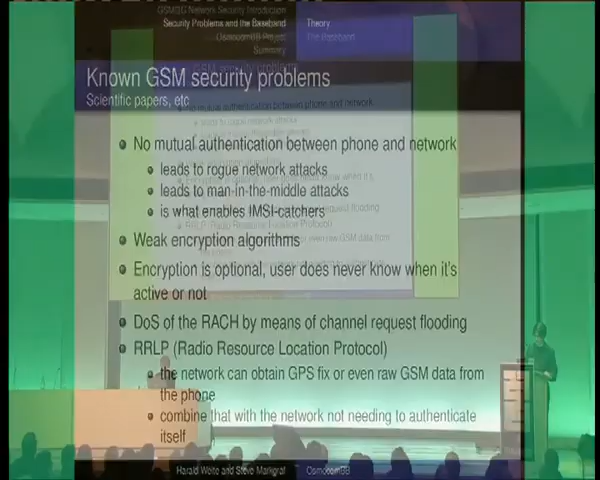 GSM/3G Network Security Introduction
Security Problems and the Baseband
OsmocomBB Project
Summary
Theory
The Baseband
Known GSM security problems
Scientific papers, etc
No mutual authentication between phone and network
leads to rogue network attacks
leads to man-in-the-middle attacks
is what enables IMSI-catchers
Weak encryption algorithms
Encryption is optional, user does never know when it's
active or not
DoS of the RACH by means of channel request flooding
RRLP (Radio Resource Location Protocol)
the network can obtain GPS fix or even raw GSM data from
the phone
combine that with the network not needing to authenticate
itself
Harald Welte and Steve Markgraf
OsmocomBB